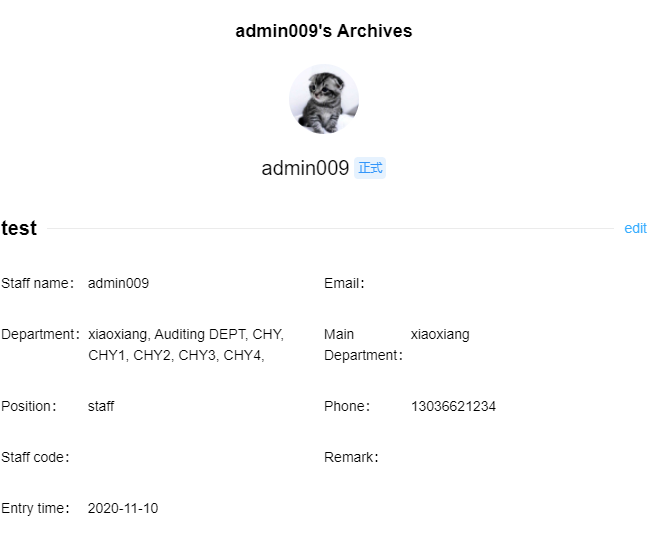 admin009's Archives
admin009 正式
test edit
Staff name： admin009 Email：
Department： xiaoxiang, Auditing DEPT, CHY, Main xiaoxiang
CHY1, CHY2, CHY3, CHY4, Department：
Position： staff Phone： 13036621234
Staff code： Remark：
Entry time： 2020-11-10